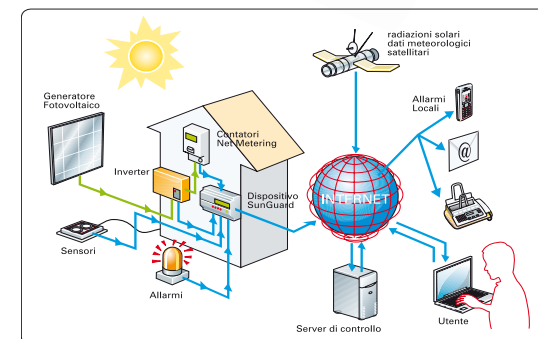 radiazioni solari
dati meteorologici
satellitari
Generatore
Fotovoltaico
Allarmi
Locali
Contatori
Net Metering
@
Inverter
Dispositivo
SunGuard
INTERNET
Sensori
Allarmi
Server di controllo
Utente